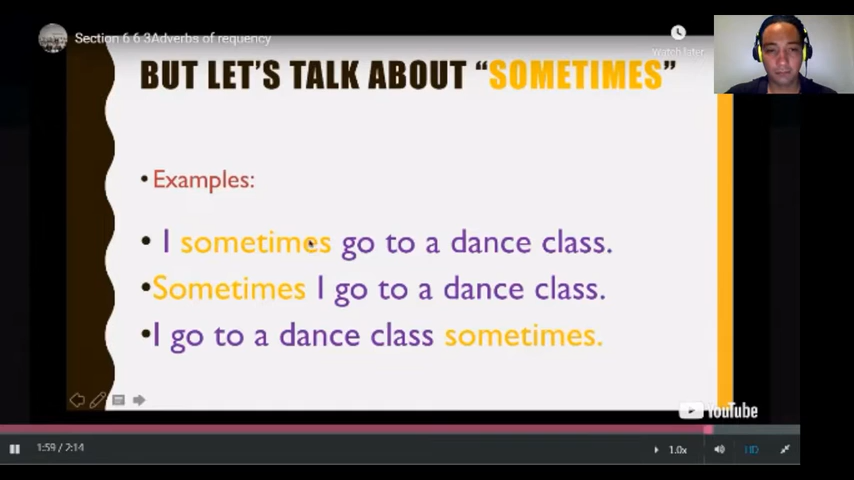 Section 6 6.3Adverbs of requency
Watch later
BUT LET'S TALK ABOUT "SOMETIMES"
• Examples:
• I sometimes go to a dance class.
•Sometimes I go to a dance class.
•I go to a dance class sometimes.
YouTube
1:59 / 2:14
1.0x
HD